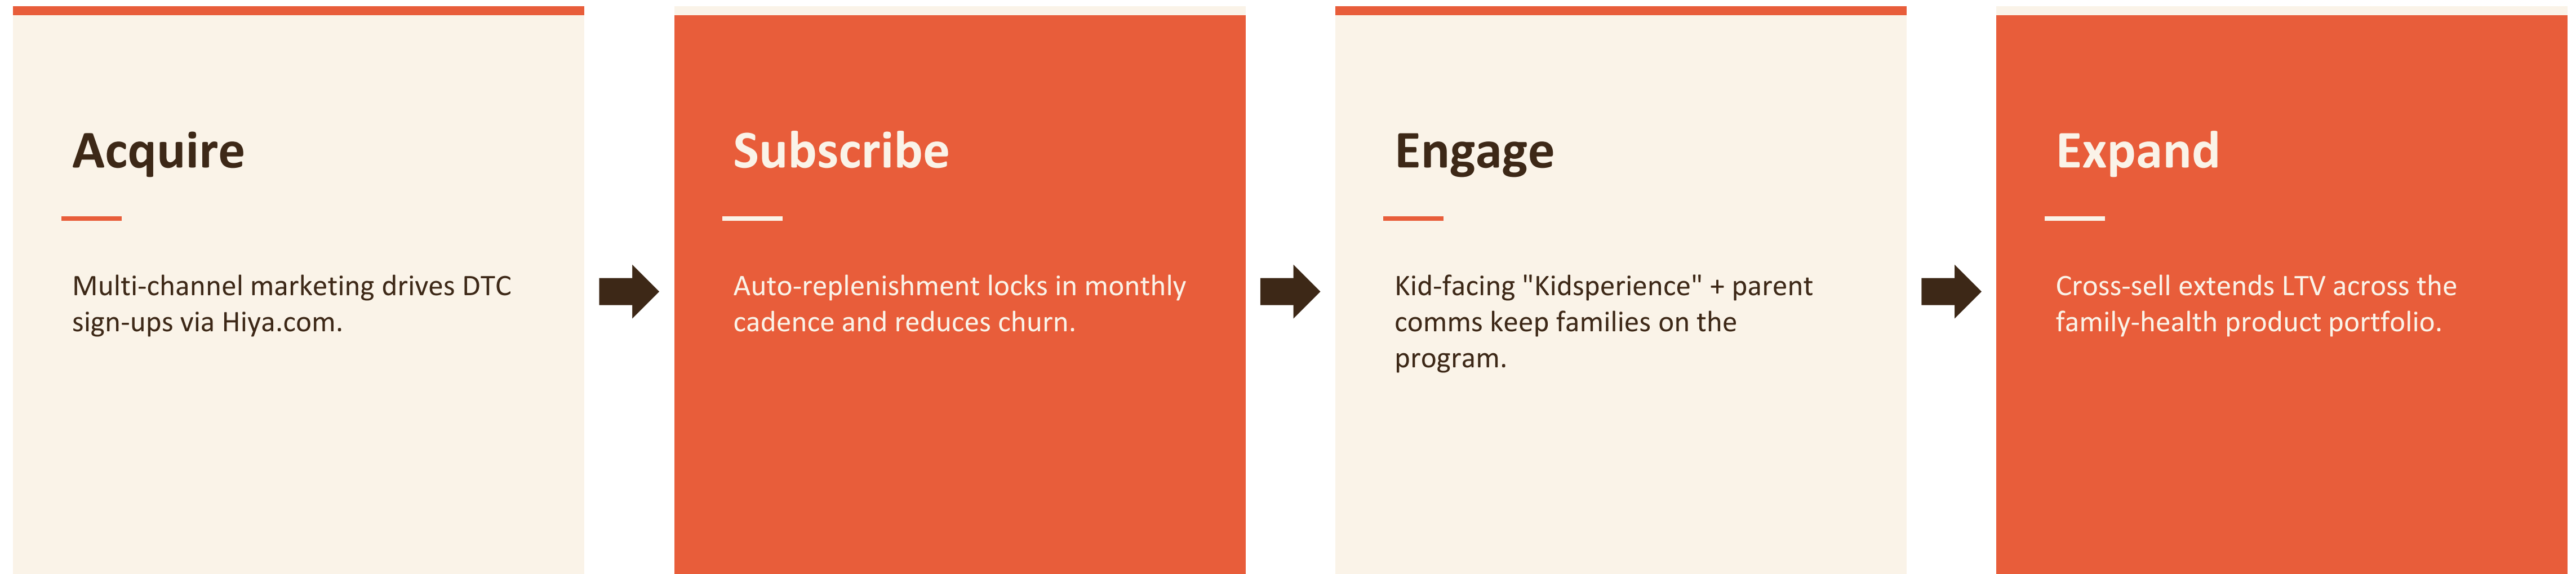 Acquire
Multi-channel marketing drives DTC
sign-ups via Hiya.com.
Subscribe
Auto-replenishment locks in monthly
cadence and reduces churn.
Engage
Kid-facing "Kidsperience" + parent
comms keep families on the
program.
Expand
Cross-sell extends LTV across the
family-health product portfolio.